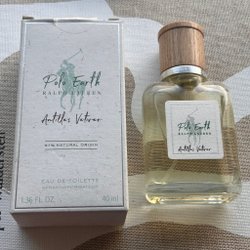 Polo Earth
RALPH LAUREN
Antilles Vetiver
97% NATURAL ORIGIN
EAU DE TOILETTE
1.36 FL. OZ. 40 ml
Polo Earth
RALPH LAUREN
Antilles Vetiver